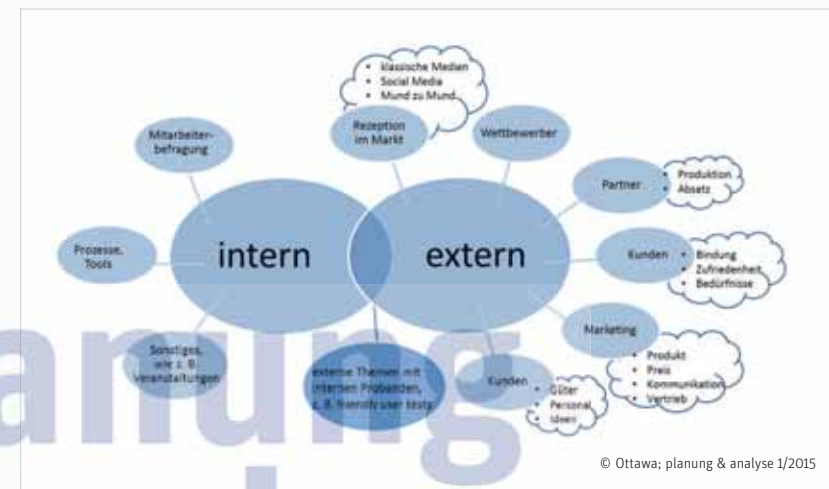 klassische Medien
Social Media
Mund zu Mund
Rezeption
im Markt
Wettbewerber
Mitarbeiter-
befragung
Partner
Produktion
Absatz
Prozesse,
Tools
intern
extern
Kunden
Bindung
Zufriedenheit
Bedürfnisse
Marketing
Produkt
Preis
Kommunikation
Vertrieb
Sonstiges,
wie z. B.
Veranstaltungen
externe Themen mit
internen Probanden,
z. B. friendly user tests
Kunden
Güter
Personal
Ideen
anung
© Ottawa; planung & analyse 1/2015